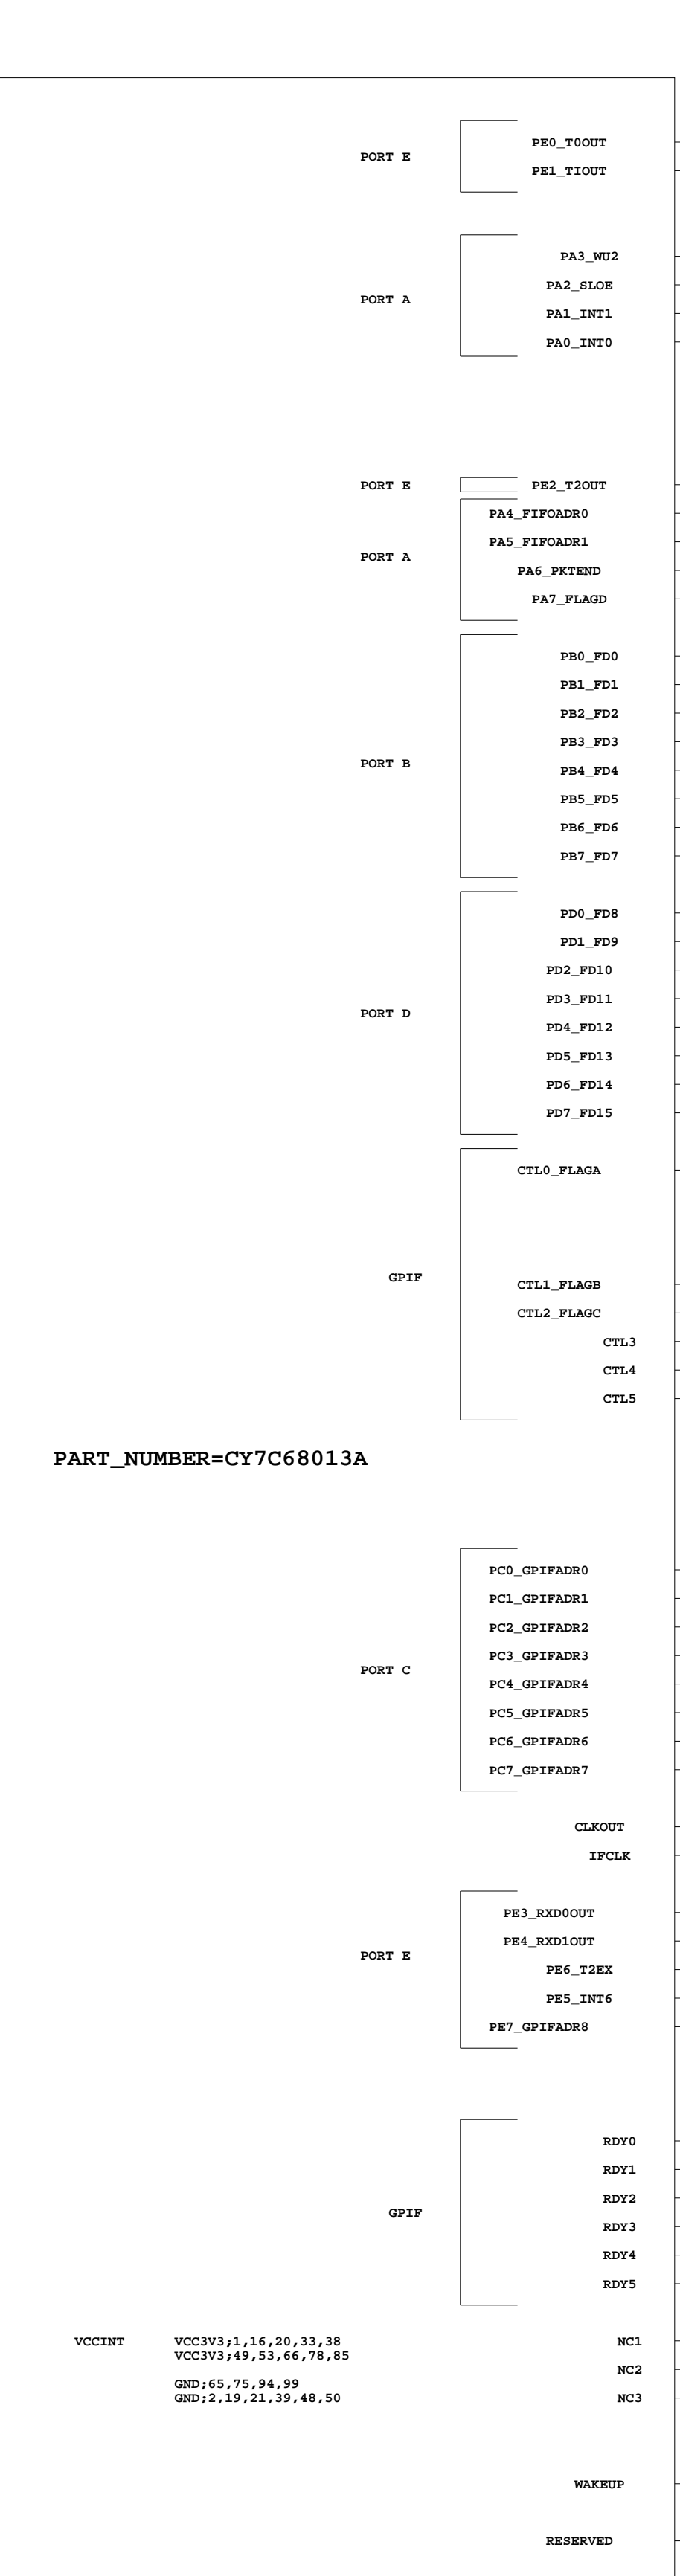 PE0_T0OUT
PORT E
PE1_TIOUT
PA3_WU2
PA2_SLOE
PORT A
PA1_INT1
PA0_INT0
PORT E
PE2_T2OUT
PA4_FIFOADR0
PA5_FIFOADR1
PORT A
PA6_PKTEND
PA7_FLAGD
PB0_FD0
PB1_FD1
PB2_FD2
PB3_FD3
PORT B
PB4_FD4
PB5_FD5
PB6_FD6
PB7_FD7
PD0_FD8
PD1_FD9
PD2_FD10
PD3_FD11
PORT D
PD4_FD12
PD5_FD13
PD6_FD14
PD7_FD15
CTL0_FLAGA
GPIF
CTL1_FLAGB
CTL2_FLAGC
CTL3
CTL4
CTL5
PART_NUMBER=CY7C68013A
PC0_GPIFADR0
PC1_GPIFADR1
PC2_GPIFADR2
PC3_GPIFADR3
PORT C
PC4_GPIFADR4
PC5_GPIFADR5
PC6_GPIFADR6
PC7_GPIFADR7
CLKOUT
IFCLK
PE3_RXD0OUT
PE4_RXD1OUT
PORT E
PE6_T2EX
PE5_INT6
PE7_GPIFADR8
RDY0
RDY1
RDY2
GPIF
RDY3
RDY4
RDY5
VCCINT VCC3V3;1,16,20,33,38 NC1
VCC3V3;49,53,66,78,85
NC2
GND;65,75,94,99
GND;2,19,21,39,48,50 NC3
WAKEUP
RESERVED